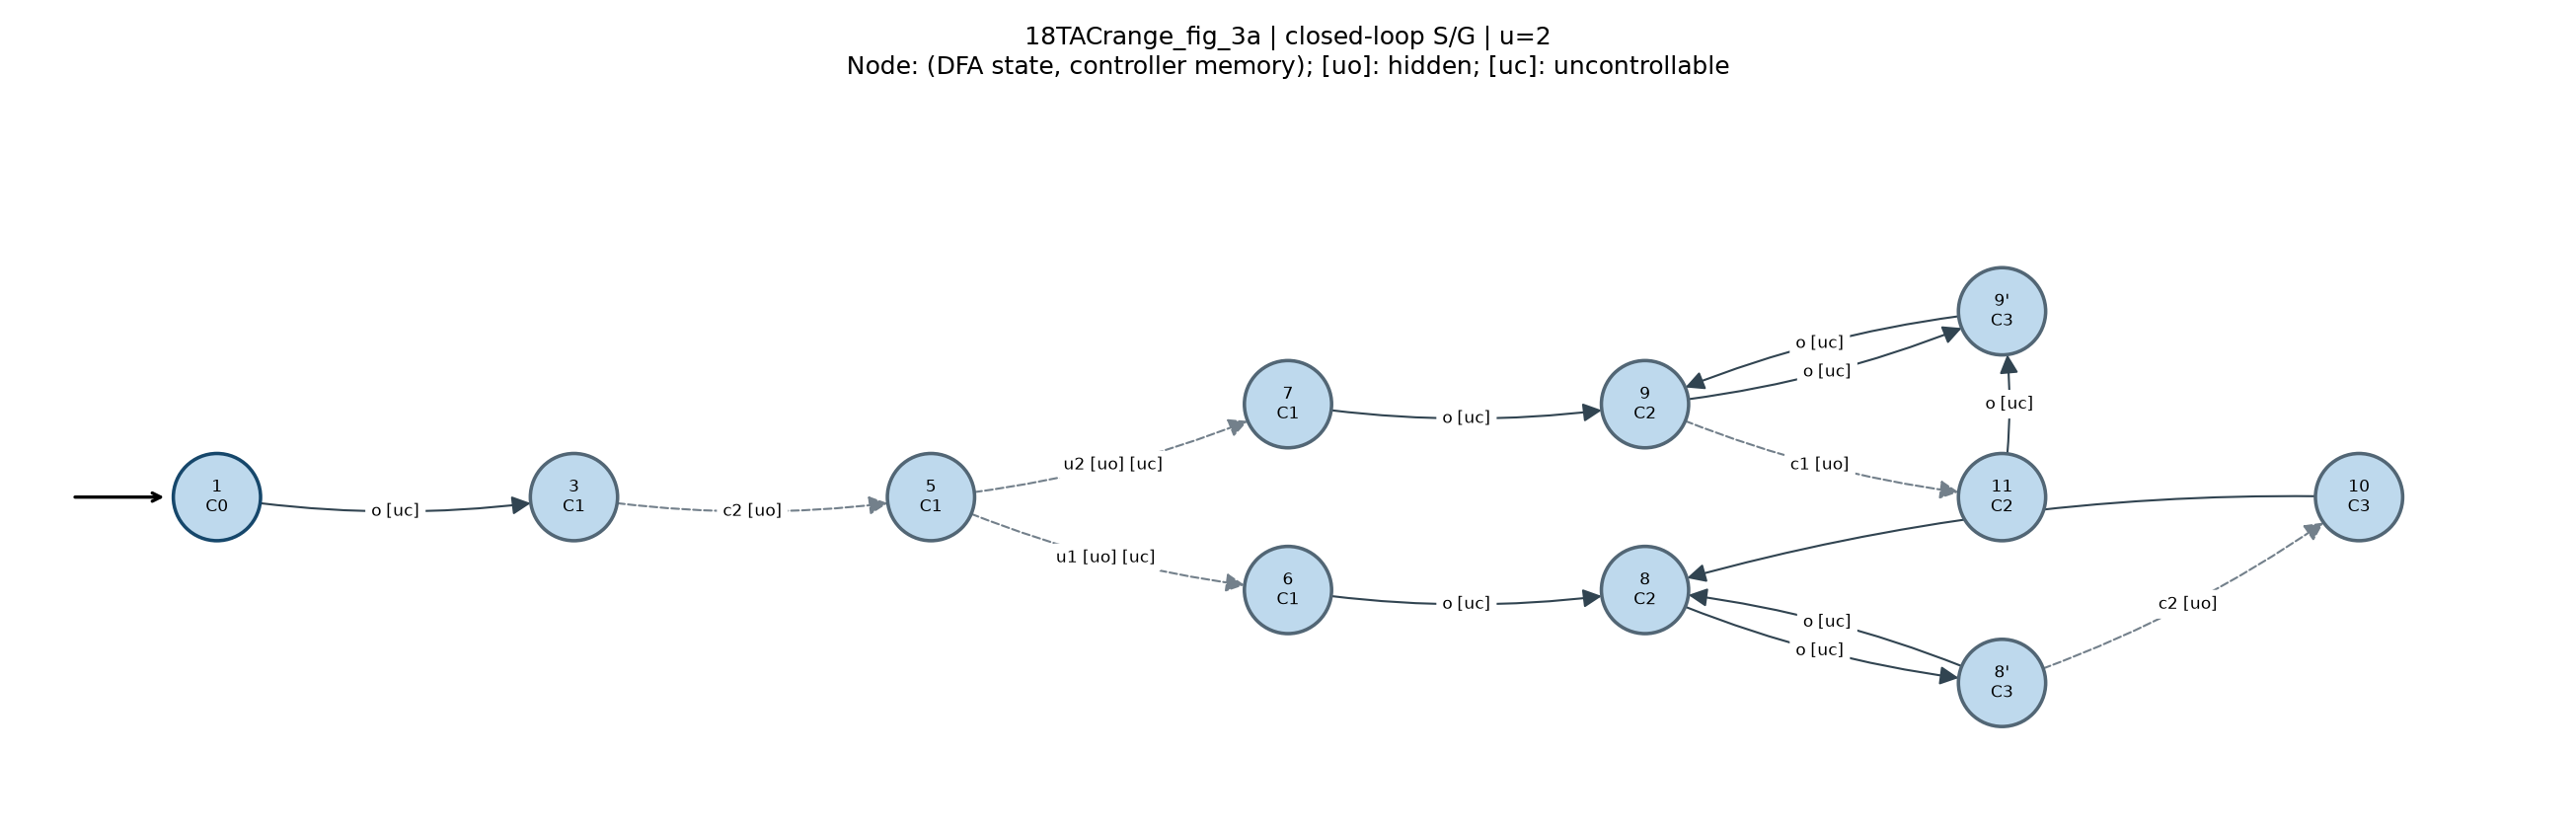 18TACrange_fig_3a | closed-loop S/G | u=2
Node: (DFA state, controller memory); [uo]: hidden; [uc]: uncontrollable
1
C0
o [uc]
3
C1
c2 [uo]
5
C1
u2 [uo] [uc]
u1 [uo] [uc]
7
C1
6
C1
o [uc]
o [uc]
9
C2
8
C2
o [uc]
o [uc]
c1 [uo]
o [uc]
o [uc]
9'
C3
o [uc]
11
C2
8'
C3
c2 [uo]
10
C3